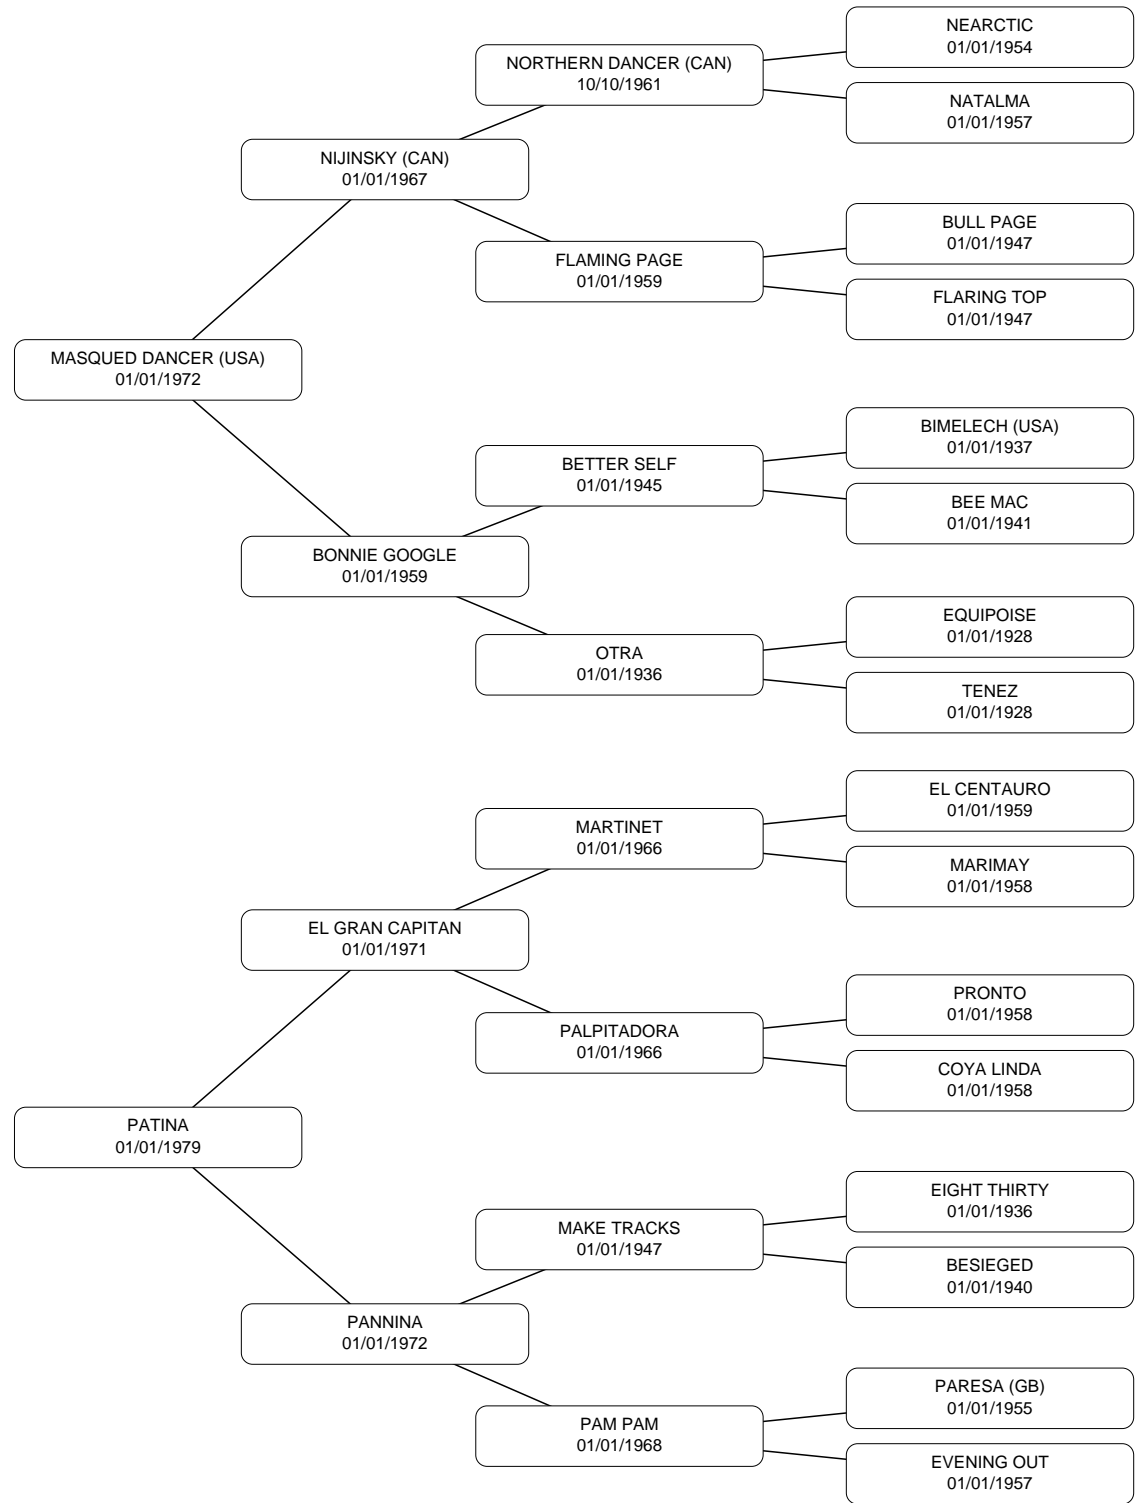 NEARCTIC
01/01/1954
NORTHERN DANCER (CAN)
10/10/1961
NATALMA
01/01/1957
NIJINSKY (CAN)
01/01/1967
BULL PAGE
01/01/1947
FLAMING PAGE
01/01/1959
FLARING TOP
01/01/1947
MASQUED DANCER (USA)
01/01/1972
BIMELECH (USA)
01/01/1937
BETTER SELF
01/01/1945
BEE MAC
01/01/1941
BONNIE GOOGLE
01/01/1959
EQUIPOISE
01/01/1928
OTRA
01/01/1936
TENEZ
01/01/1928
EL CENTAURO
01/01/1959
MARTINET
01/01/1966
MARIMAY
01/01/1958
EL GRAN CAPITAN
01/01/1971
PRONTO
01/01/1958
PALPITADORA
01/01/1966
COYA LINDA
01/01/1958
PATINA
01/01/1979
EIGHT THIRTY
01/01/1936
MAKE TRACKS
01/01/1947
BESIEGED
01/01/1940
PANNINA
01/01/1972
PARESA (GB)
01/01/1955
PAM PAM
01/01/1968
EVENING OUT
01/01/1957